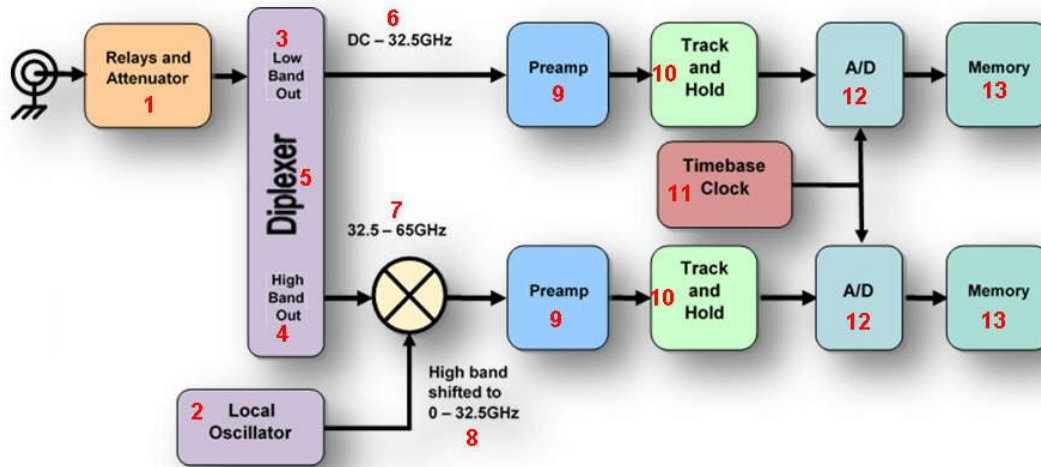 6
DC – 32.5GHz
Relays and
Attenuator
1
3
Low
Band
Out
Preamp
9
Track
10 and
Hold
A/D
12
Memory
13
Diplexer 5
Timebase
11 Clock
7
32.5 – 65GHz
High
Band
Out
4
Preamp
9
Track
10 and
Hold
A/D
12
Memory
13
High band
shifted to
0 – 32.5GHz
8
2 Local
Oscillator